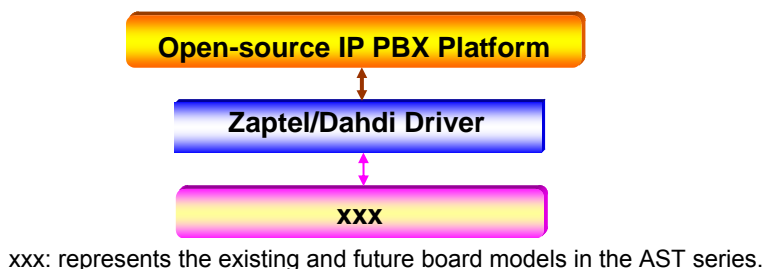 Open-source IP PBX Platform
Zaptel/Dahdi Driver
xxx
xxx: represents the existing and future board models in the AST series.